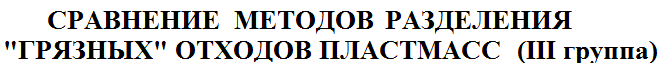 СРАВНЕНИЕ МЕТОДОВ РАЗДЕЛЕНИЯ
"ГРЯЗНЫХ" ОТХОДОВ ПЛАСТМАСС (III группа)